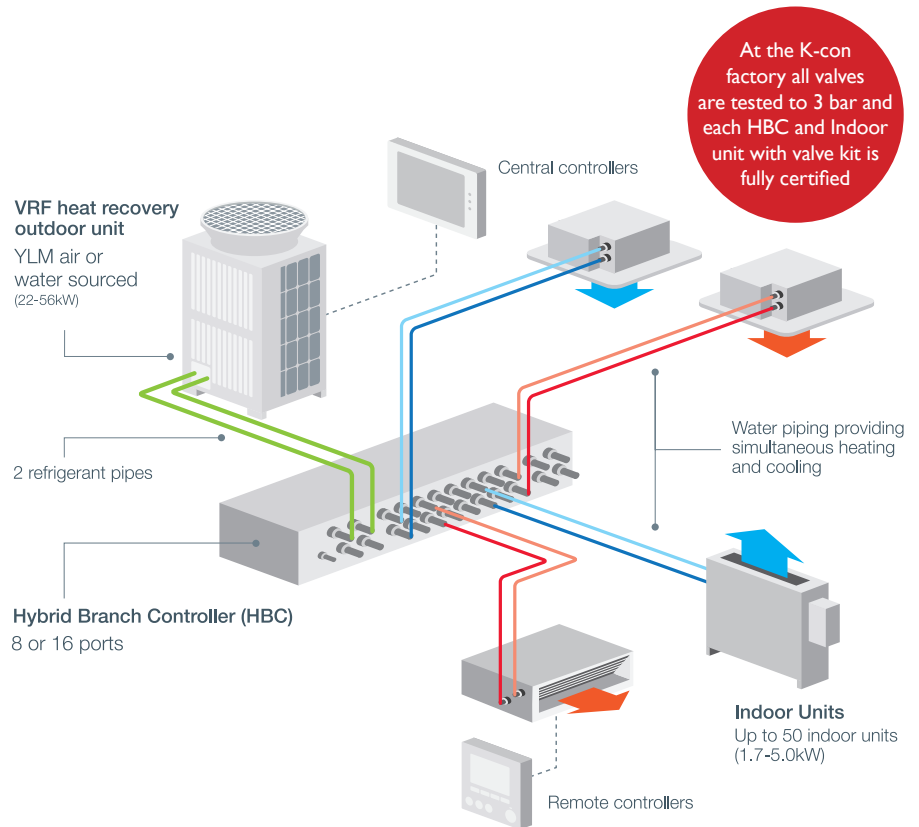 At the K-con
factory all valves
are tested to 3 bar and
each HBC and Indoor
unit with valve kit is
fully certified
Central controllers
VRF heat recovery
outdoor unit
YLM air or
water sourced
(22-56kW)
2 refrigerant pipes
Water piping providing
simultaneous heating
and cooling
Hybrid Branch Controller (HBC)
8 or 16 ports
Indoor Units
Up to 50 indoor units
(1.7-5.0kW)
Remote controllers